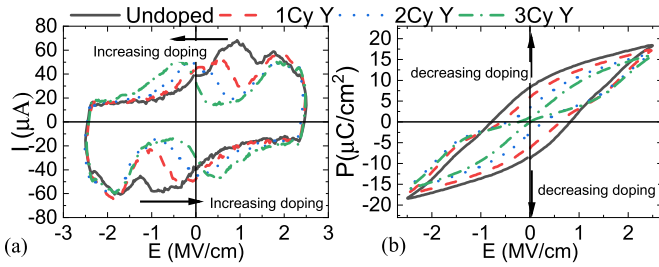 Undoped 1Cy Y 2Cy Y 3Cy Y
80
60
40
20
0
-20
-40
-60
-80
I (μA)
Increasing doping
Increasing doping
-3 -2 -1 0 1 2 3
(a) E (MV/cm)
20
15
10
5
0
-5
-10
-15
-20
P(μC/cm²)
decreasing doping
decreasing doping
-2 -1 0 1 2
(b) E (MV/cm)